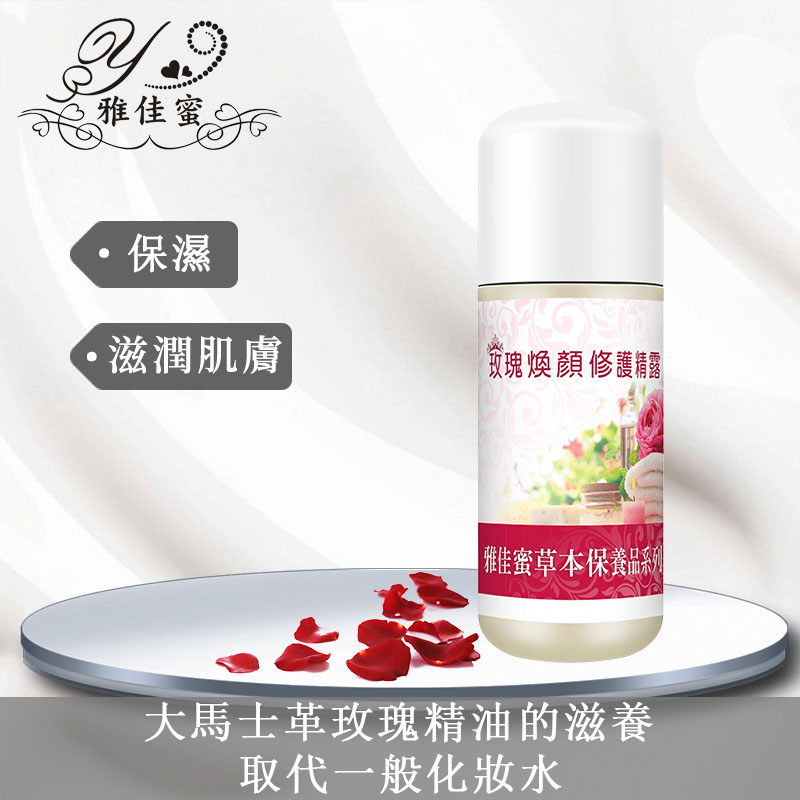 雅佳蜜
• 保濕
• 滋潤肌膚
玫瑰煥顏修護精露
雅佳蜜草本保養品系列
大馬士革玫瑰精油的滋養
取代一般化妝水